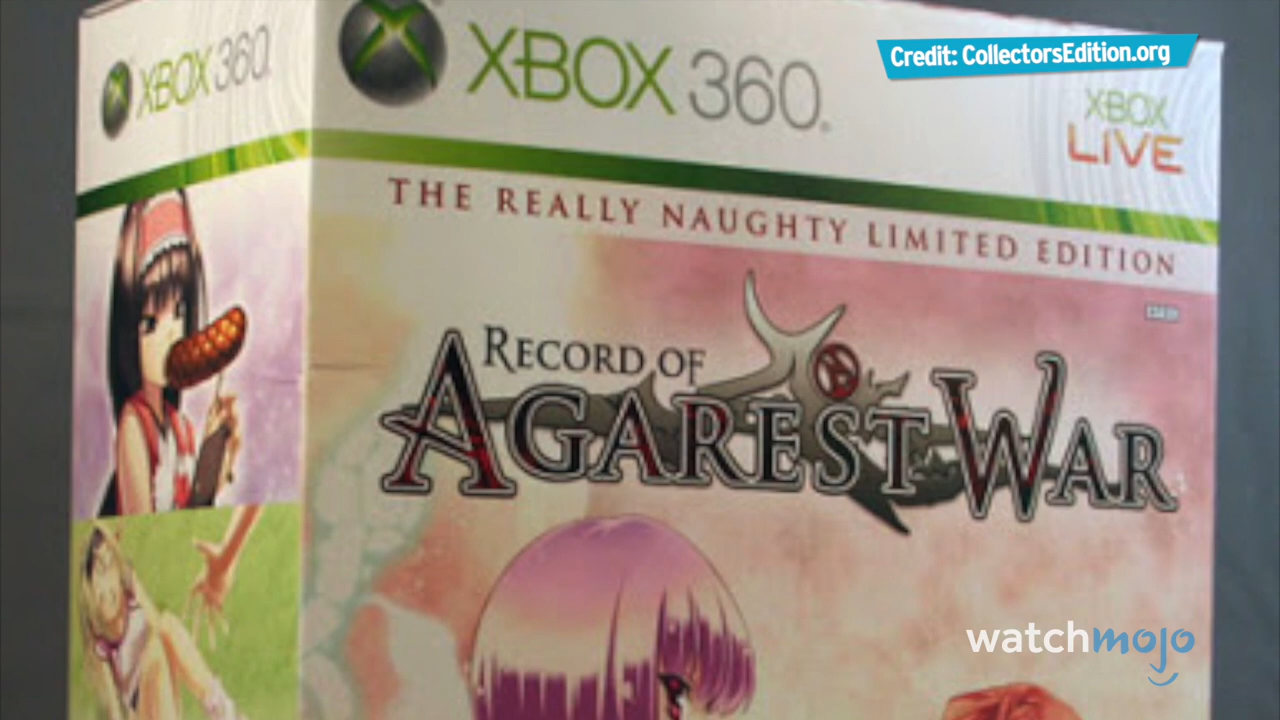 XBOX 360
XBOX 360
Credit: CollectorsEdition.org
XBOX
LIVE
THE REALLY NAUGHTY LIMITED EDITION
RECORD OF
AGAREST WAR
watchmojo